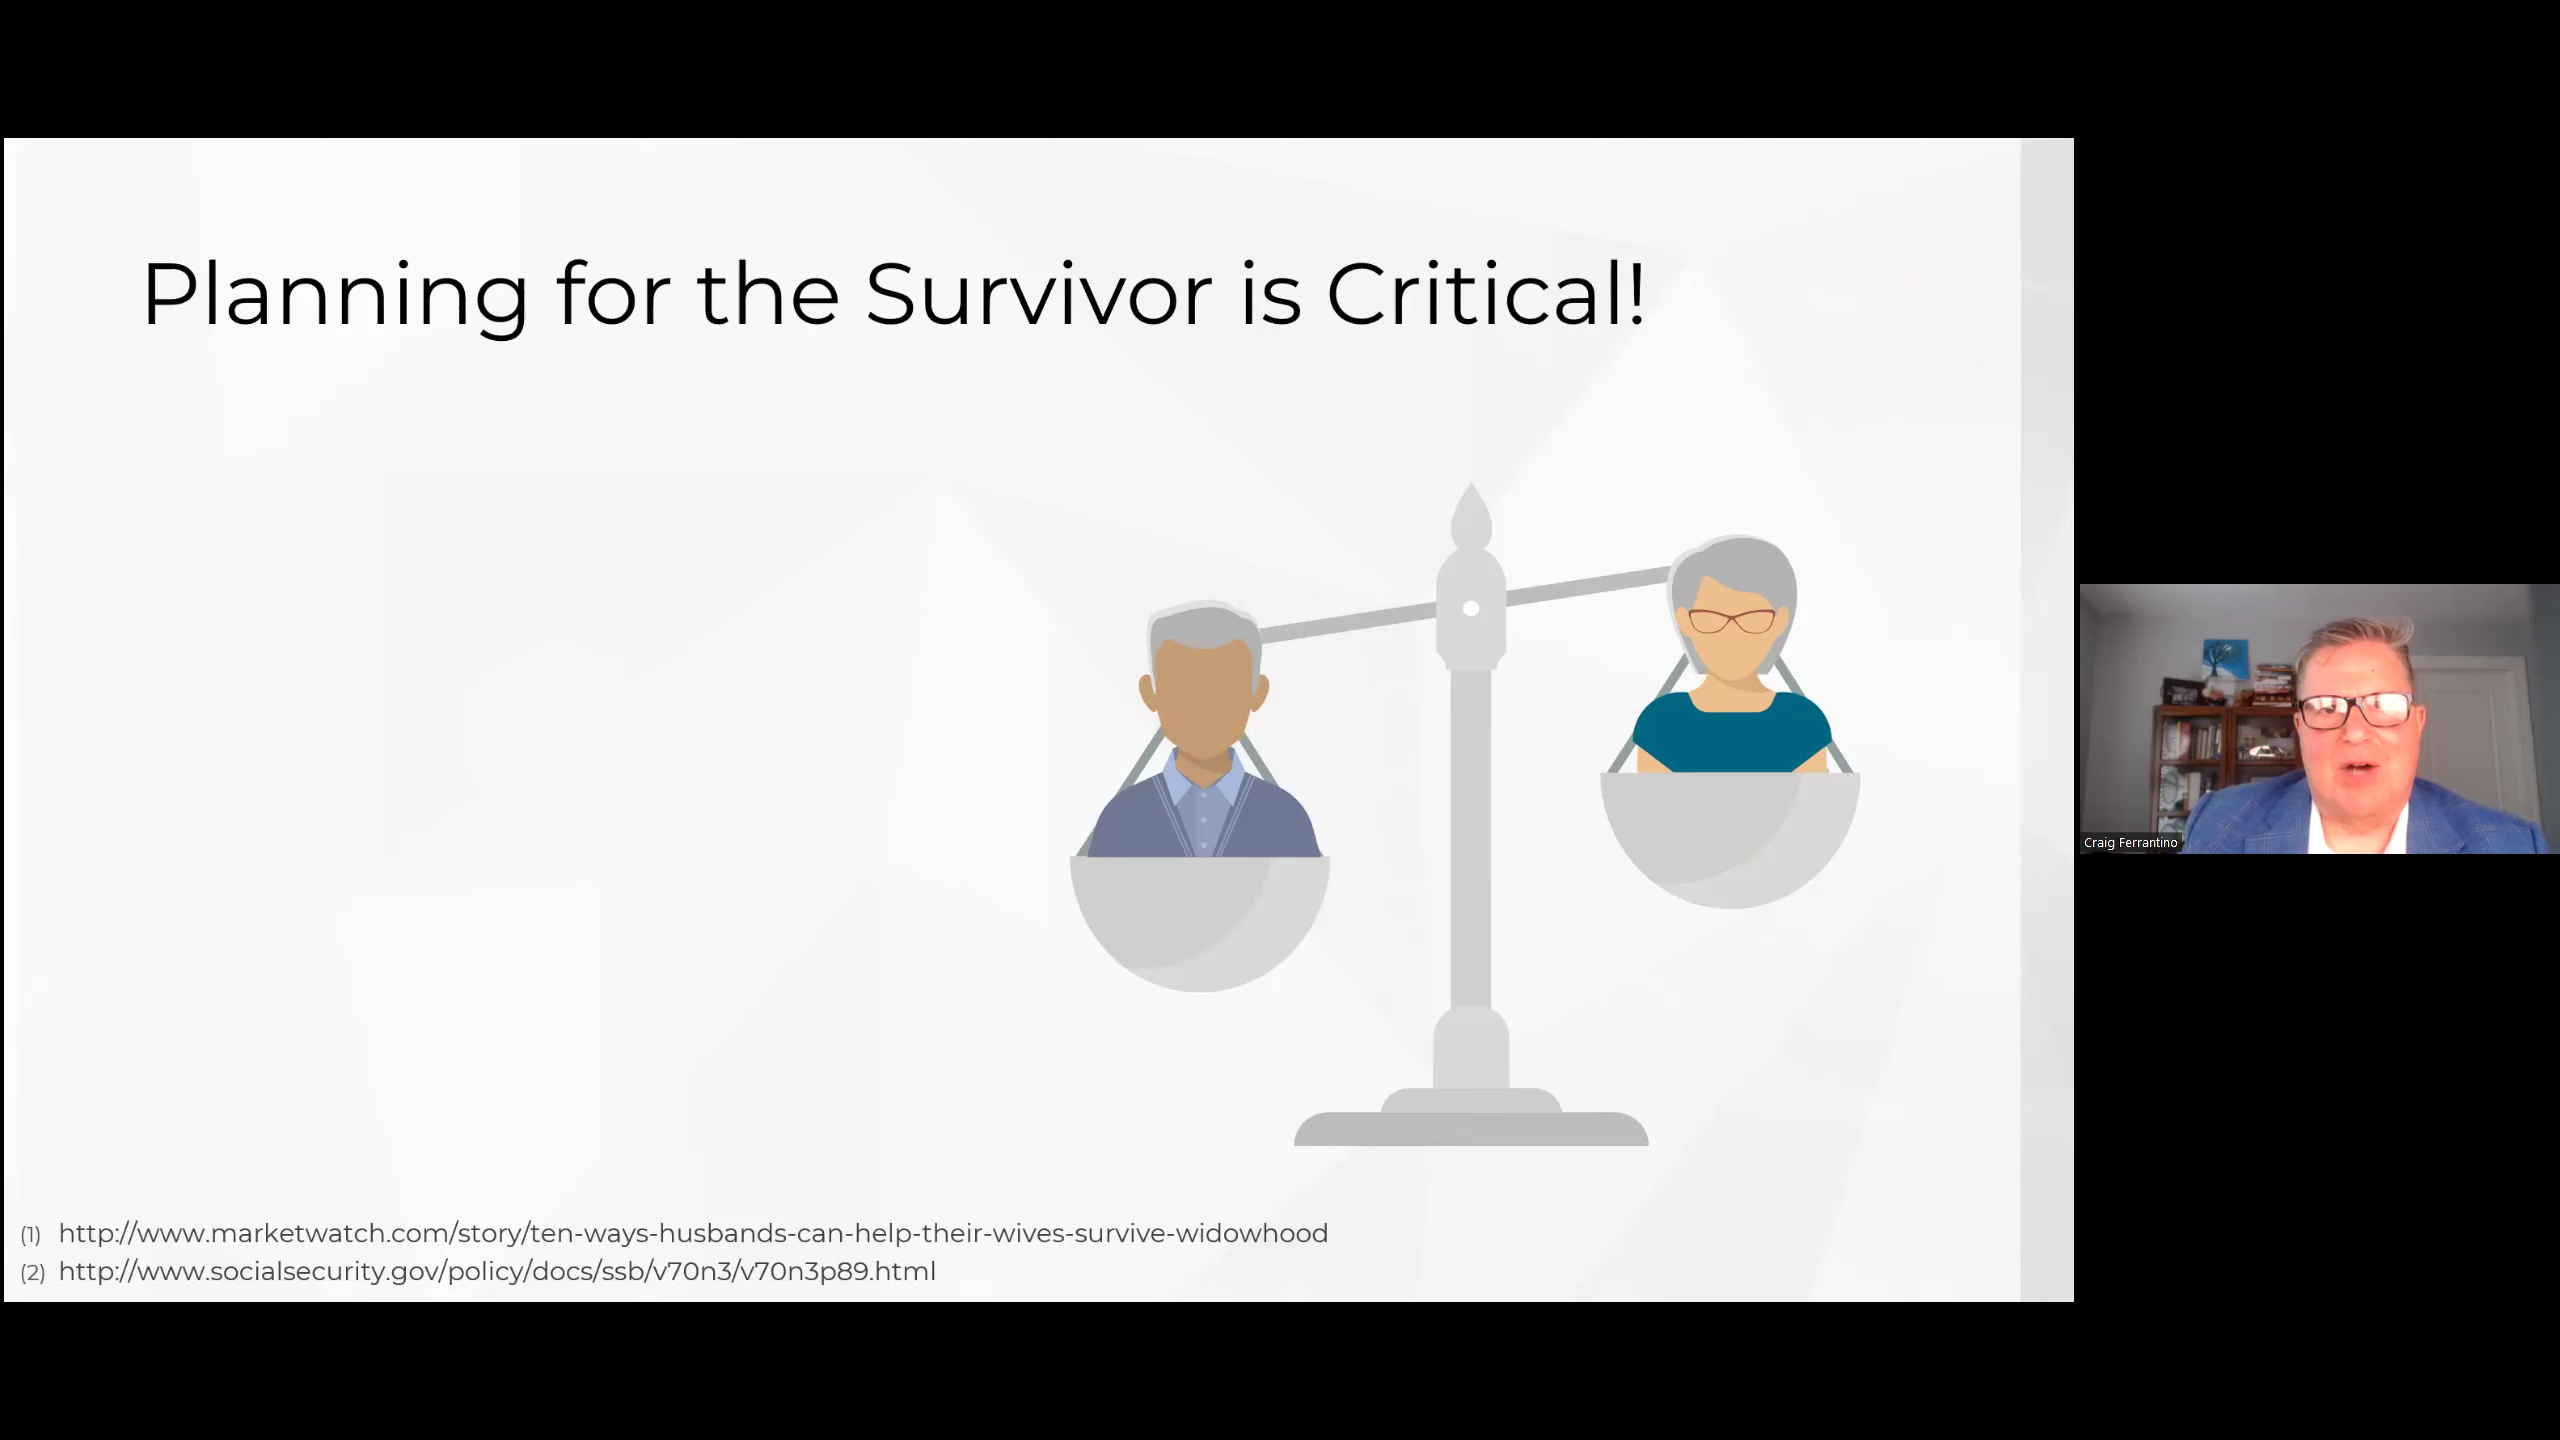 Planning for the Survivor is Critical!
Craig Ferrantino
(1) http://www.marketwatch.com/story/ten-ways-husbands-can-help-their-wives-survive-widowhood
(2) http://www.socialsecurity.gov/policy/docs/ssb/v70n3/v70n3p89.html